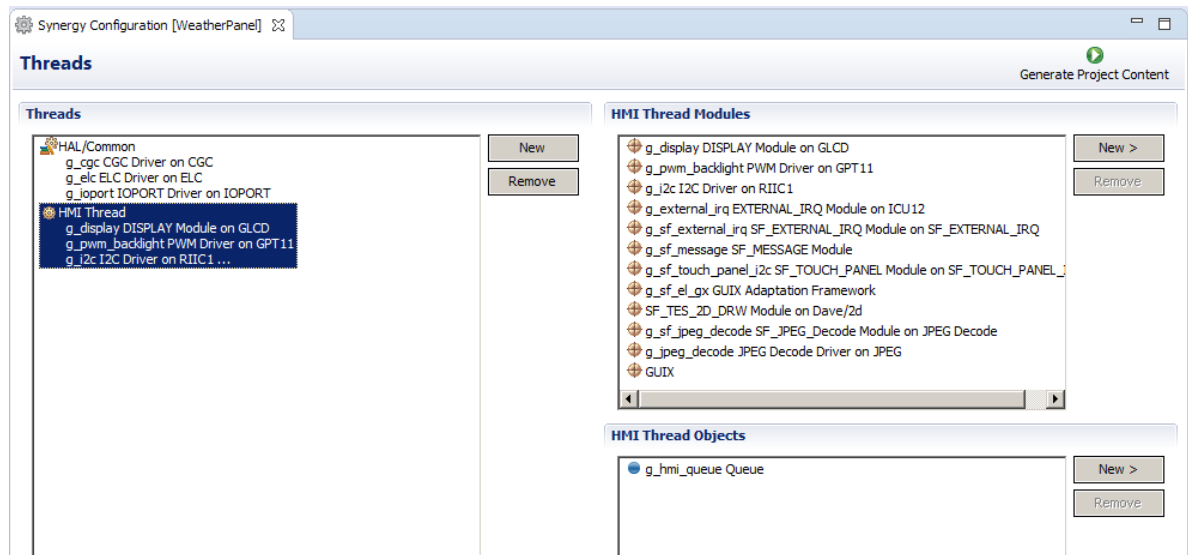 Synergy Configuration [WeatherPanel]
Threads
Generate Project Content
Threads
HAL/Common
g_cgc CGC Driver on CGC
g_elc ELC Driver on ELC
g_ioport IOPORT Driver on IOPORT
HMI Thread
g_display DISPLAY Module on GLCD
g_pwm_backlight PWM Driver on GPT11
g_i2c I2C Driver on RIIC1 ...
New
Remove
HMI Thread Modules
g_display DISPLAY Module on GLCD
g_pwm_backlight PWM Driver on GPT11
g_i2c I2C Driver on RIIC1
g_external_irq EXTERNAL_IRQ Module on ICU12
g_sf_external_irq SF_EXTERNAL_IRQ Module on SF_EXTERNAL_IRQ
g_sf_message SF_MESSAGE Module
g_sf_touch_panel_i2c SF_TOUCH_PANEL Module on SF_TOUCH_PANEL_
g_sf_el_gx GUIX Adaptation Framework
SF_TES_2D_DRW Module on Dave/2d
g_sf_jpeg_decode SF_JPEG_Decode Module on JPEG Decode
g_jpeg_decode JPEG Decode Driver on JPEG
GUIX
New >
Remove
HMI Thread Objects
g_hmi_queue Queue
New >
Remove